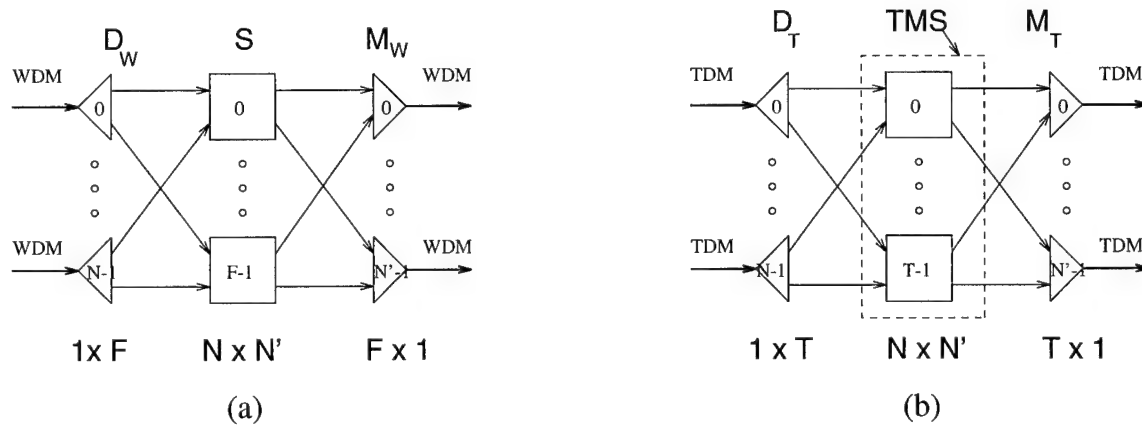 D_W S M_W
WDM WDM
0 0 0
WDM WDM
N-1 F-1 N'-1
1 x F N x N' F x 1
(a)
D_T TMS M_T
TDM TDM
0 0 0
TDM TDM
N-1 T-1 N'-1
1 x T N x N' T x 1
(b)